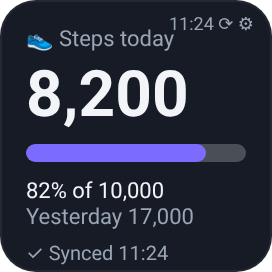 11:24 ⟳ ⚙
👟 Steps today
8,200
82% of 10,000
Yesterday 17,000
✓ Synced 11:24